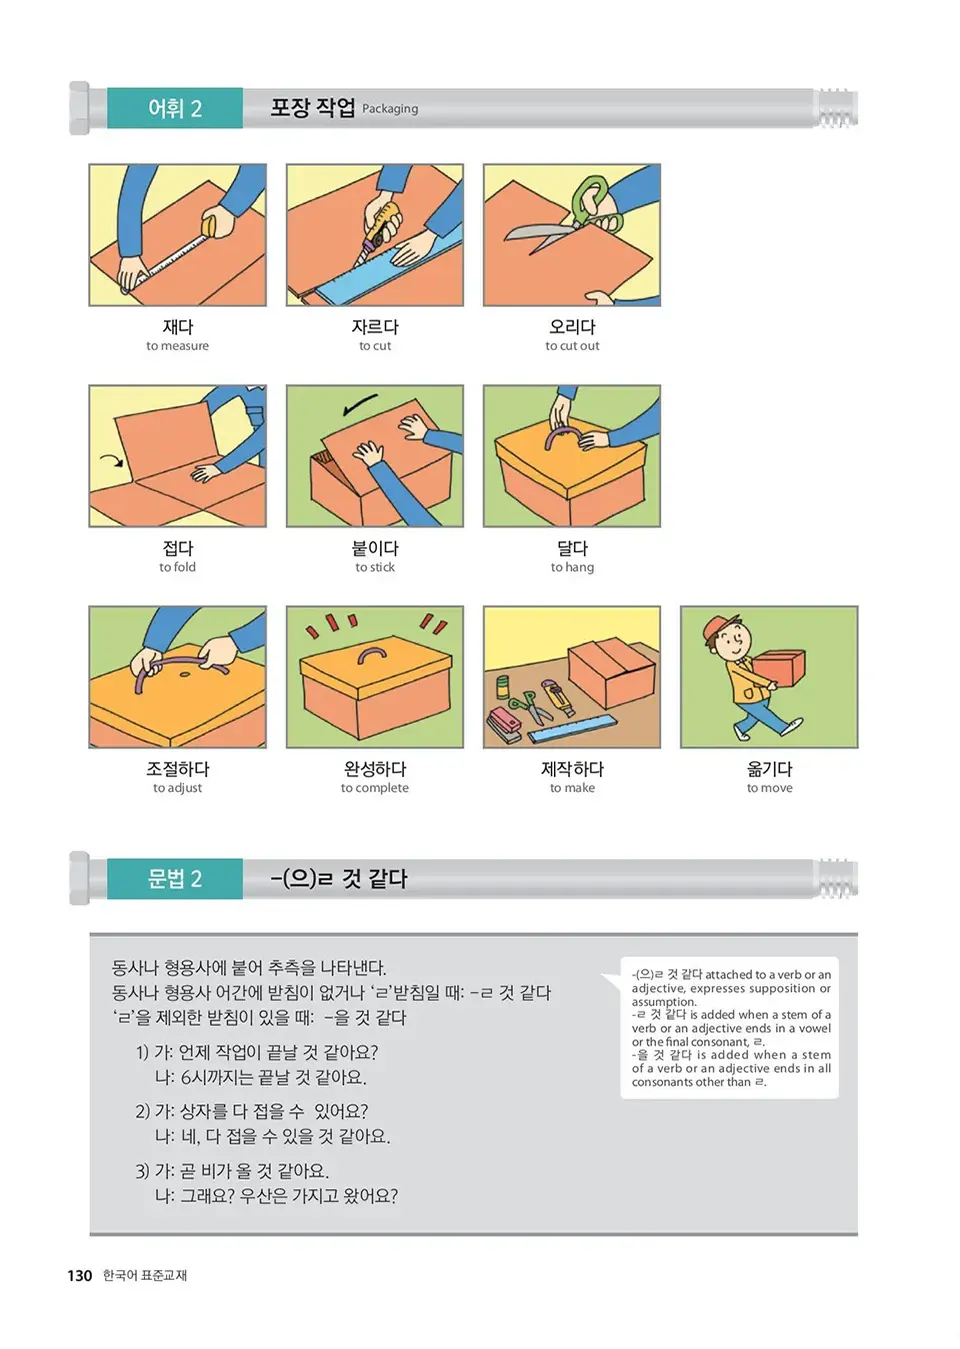 어휘 2 포장 작업 Packaging
재다 자르다 오리다
to measure to cut to cut out
접다 붙이다 달다
to fold to stick to hang
조절하다 완성하다 제작하다 옮기다
to adjust to complete to make to move
문법 2 -(으)ㄹ 것 같다
동사나 형용사에 붙어 추측을 나타낸다.
동사나 형용사 어간에 받침이 없거나 ‘ㄹ’받침일 때: -ㄹ 것 같다
‘ㄹ’을 제외한 받침이 있을 때: -을 것 같다
1) 가: 언제 작업이 끝날 것 같아요?
나: 6시까지는 끝날 것 같아요.
2) 가: 상자를 다 접을 수 있어요?
나: 네, 다 접을 수 있을 것 같아요.
3) 가: 곧 비가 올 것 같아요.
나: 그래요? 우산은 가지고 왔어요?
-(으)ㄹ 것 같다 attached to a verb or an
adjective, expresses supposition or
assumption.
-ㄹ 것 같다 is added when a stem of a
verb or an adjective ends in a vowel
or the final consonant, ㄹ.
-을 것 같다 is added when a stem
of a verb or an adjective ends in all
consonants other than ㄹ.
130 한국어 표준교재